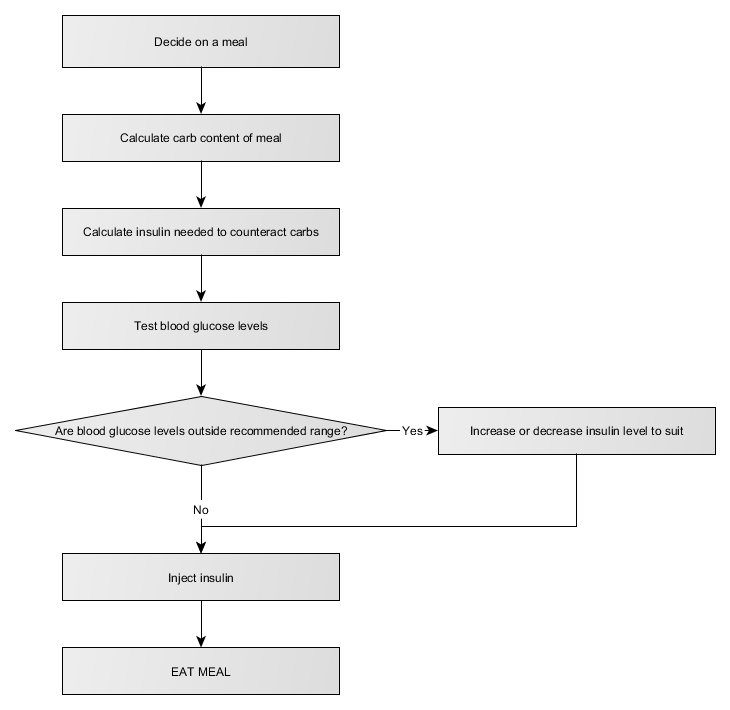 Decide on a meal
Calculate carb content of meal
Calculate insulin needed to counteract carbs
Test blood glucose levels
Are blood glucose levels outside recommended range?
Yes
Increase or decrease insulin level to suit
No
Inject insulin
EAT MEAL